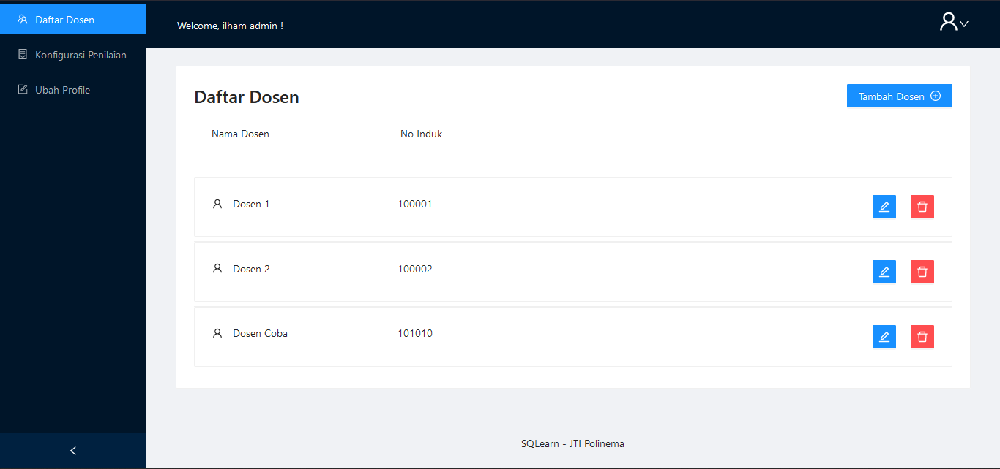 Daftar Dosen
Konfigurasi Penilaian
Ubah Profile
Welcome, ilham admin !
Daftar Dosen
Tambah Dosen
Nama Dosen No Induk
Dosen 1 100001
Dosen 2 100002
Dosen Coba 101010
SQLearn - JTI Polinema